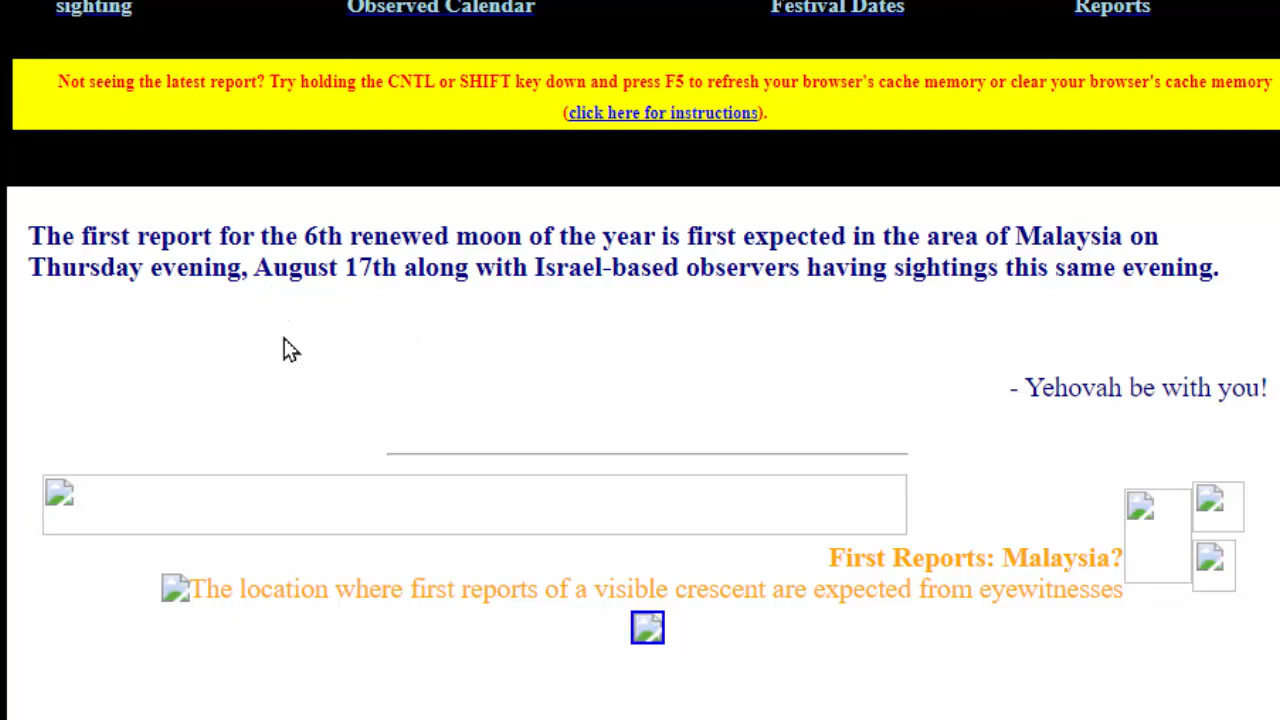 sighting Observed Calendar Festival Dates Reports
Not seeing the latest report? Try holding the CNTL or SHIFT key down and press F5 to refresh your browser's cache memory or clear your browser's cache memory
(click here for instructions).
The first report for the 6th renewed moon of the year is first expected in the area of Malaysia on
Thursday evening, August 17th along with Israel-based observers having sightings this same evening.
- Yehovah be with you!
First Reports: Malaysia?
The location where first reports of a visible crescent are expected from eyewitnesses